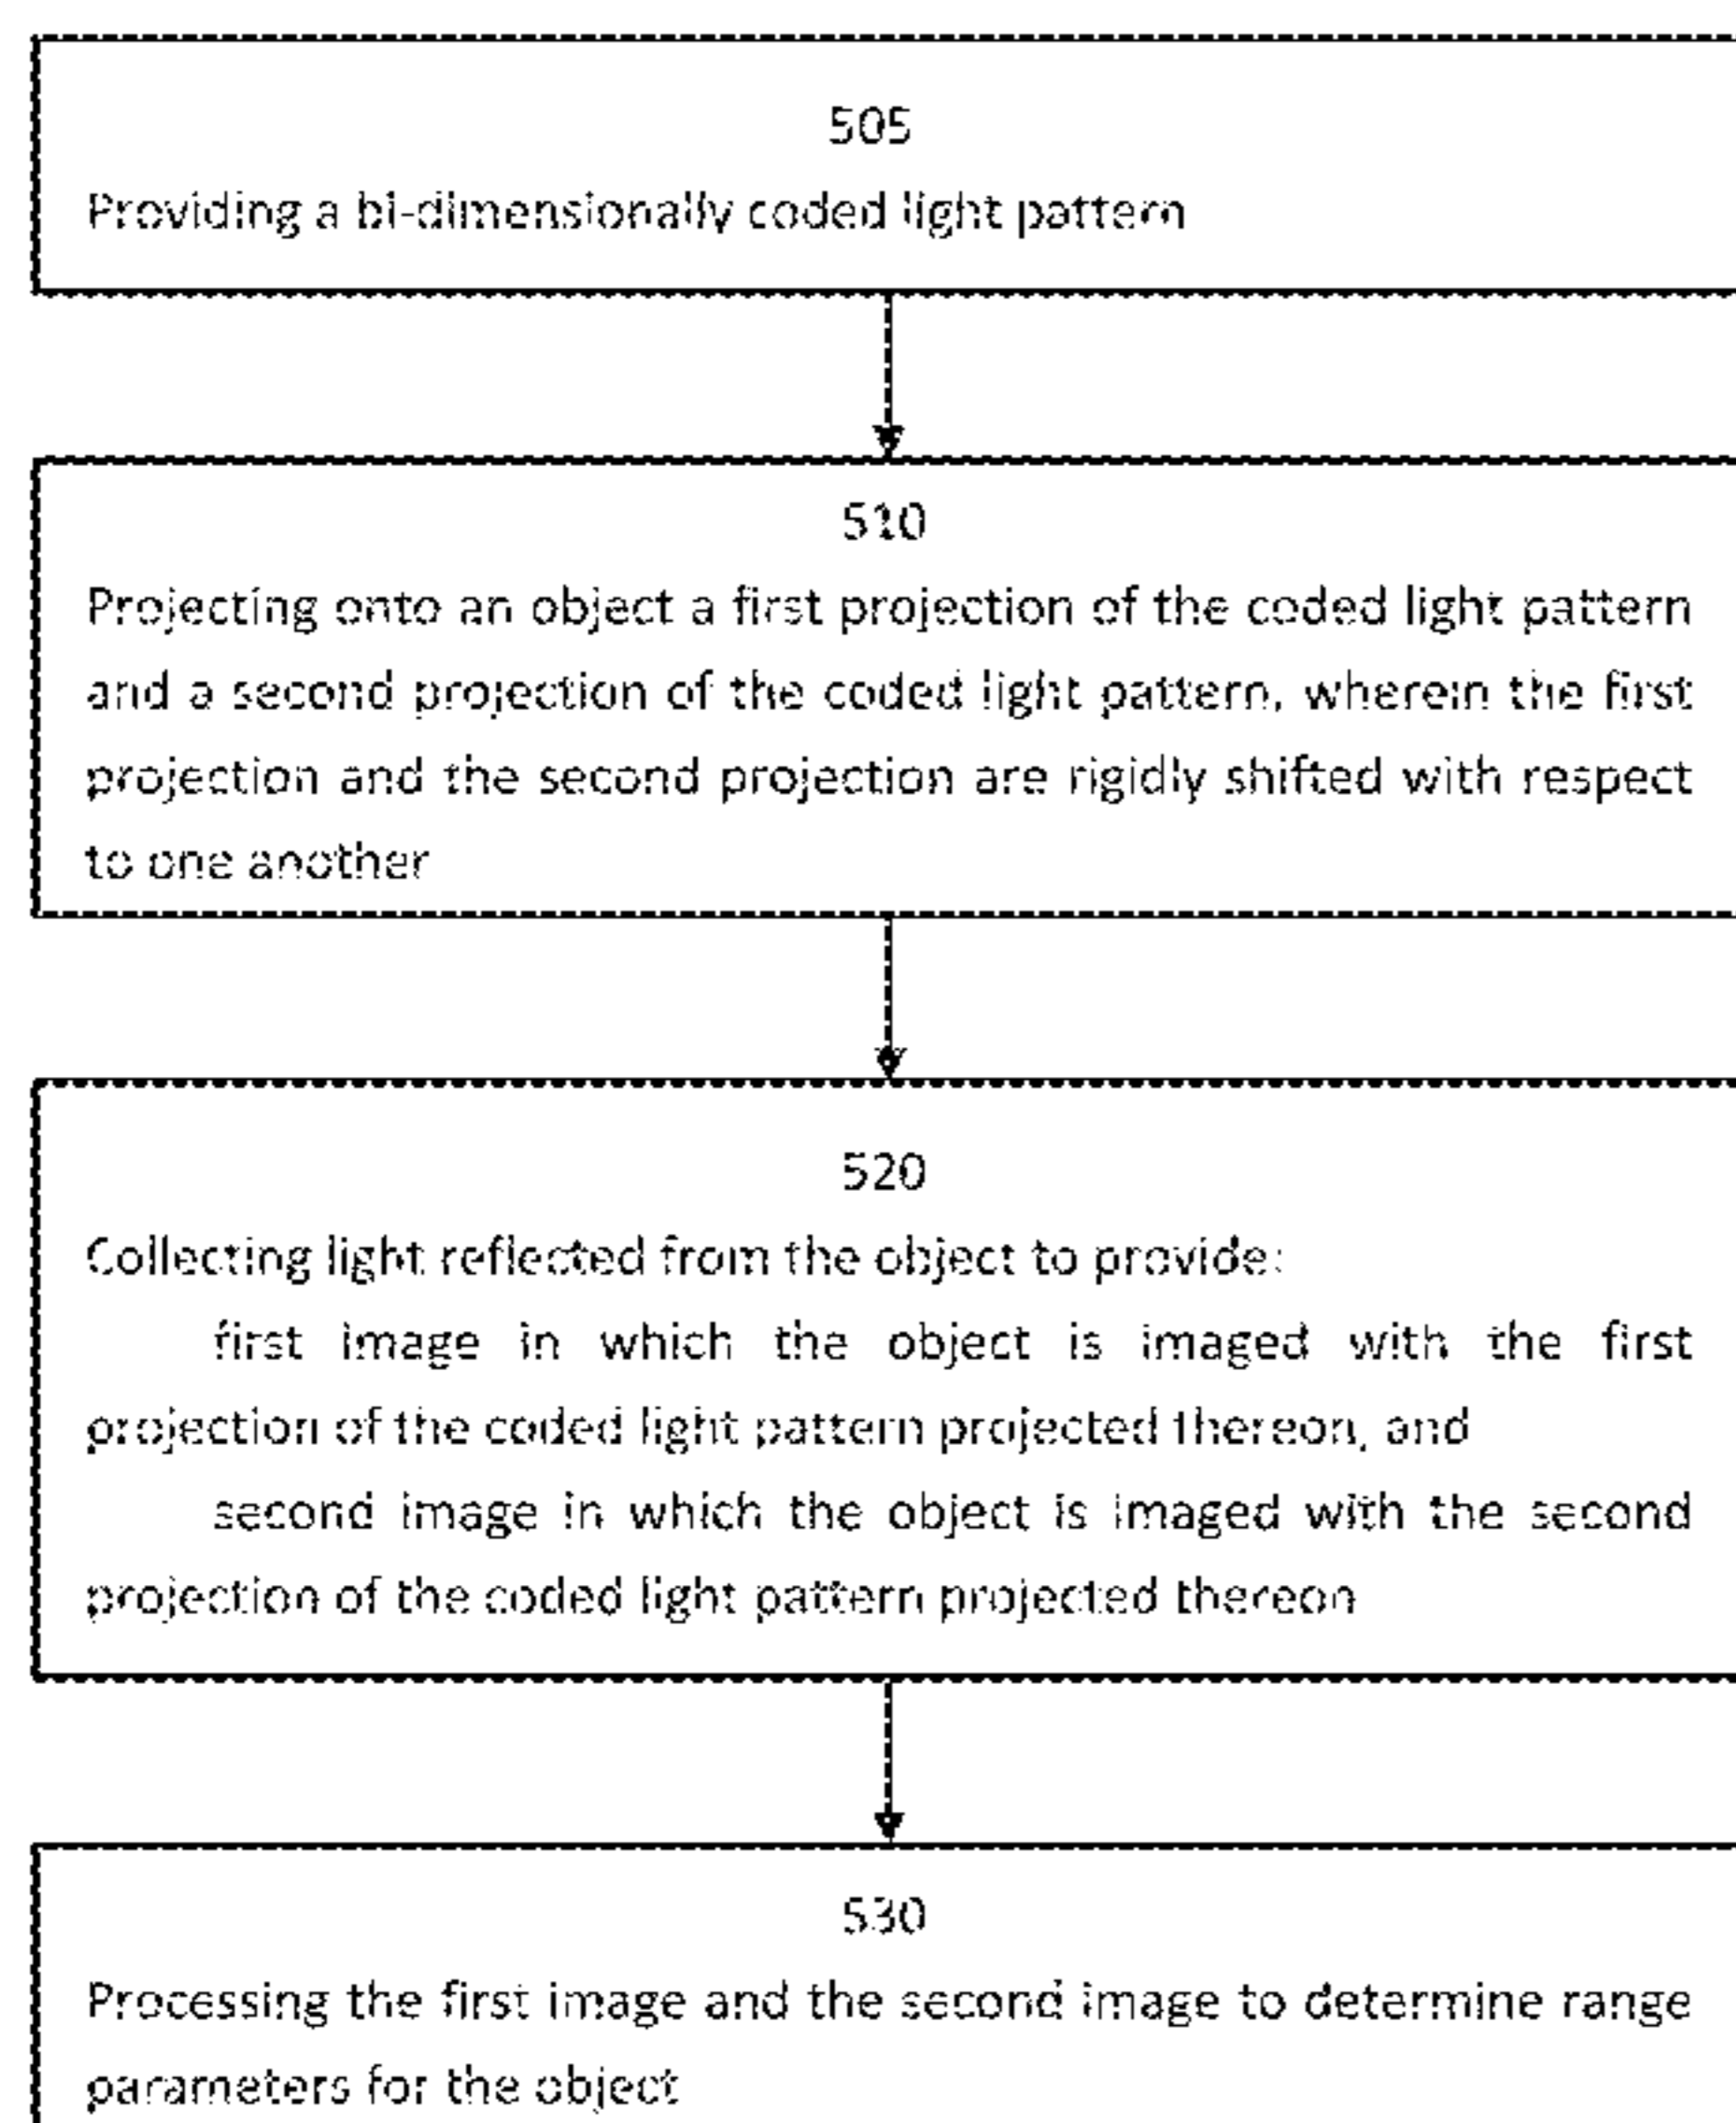 505
Providing a bi-dimensionally coded light pattern
510
Projecting onto an object a first projection of the coded light pattern
and a second projection of the coded light pattern, wherein the first
projection and the second projection are rigidly shifted with respect
to one another
520
Collecting light reflected from the object to provide:
first image in which the object is imaged with the first
projection of the coded light pattern projected thereon, and
second image in which the object is imaged with the second
projection of the coded light pattern projected thereon
530
Processing the first image and the second image to determine range
parameters for the object